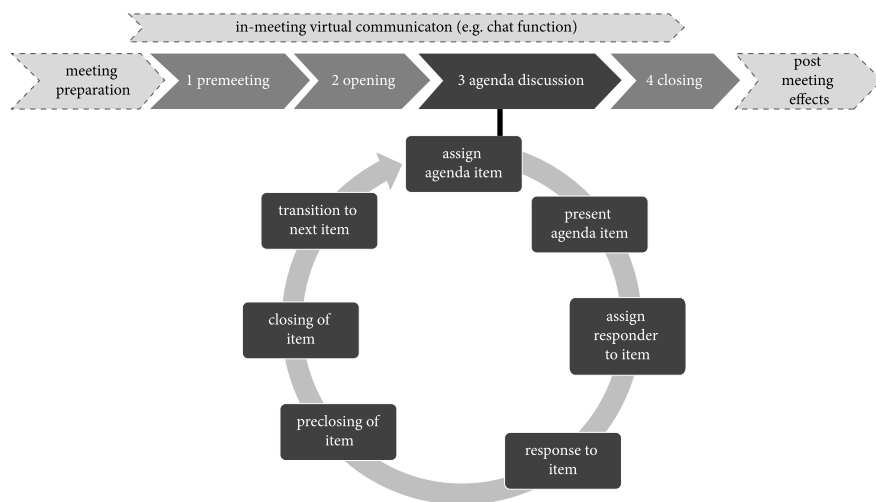 in-meeting virtual communicaton (e.g. chat function)
meeting
preparation
1 premeeting
2 opening
3 agenda discussion
4 closing
post
meeting
effects
assign
agenda item
present
agenda item
assign
responder
to item
response to
item
preclosing of
item
closing of
item
transition to
next item